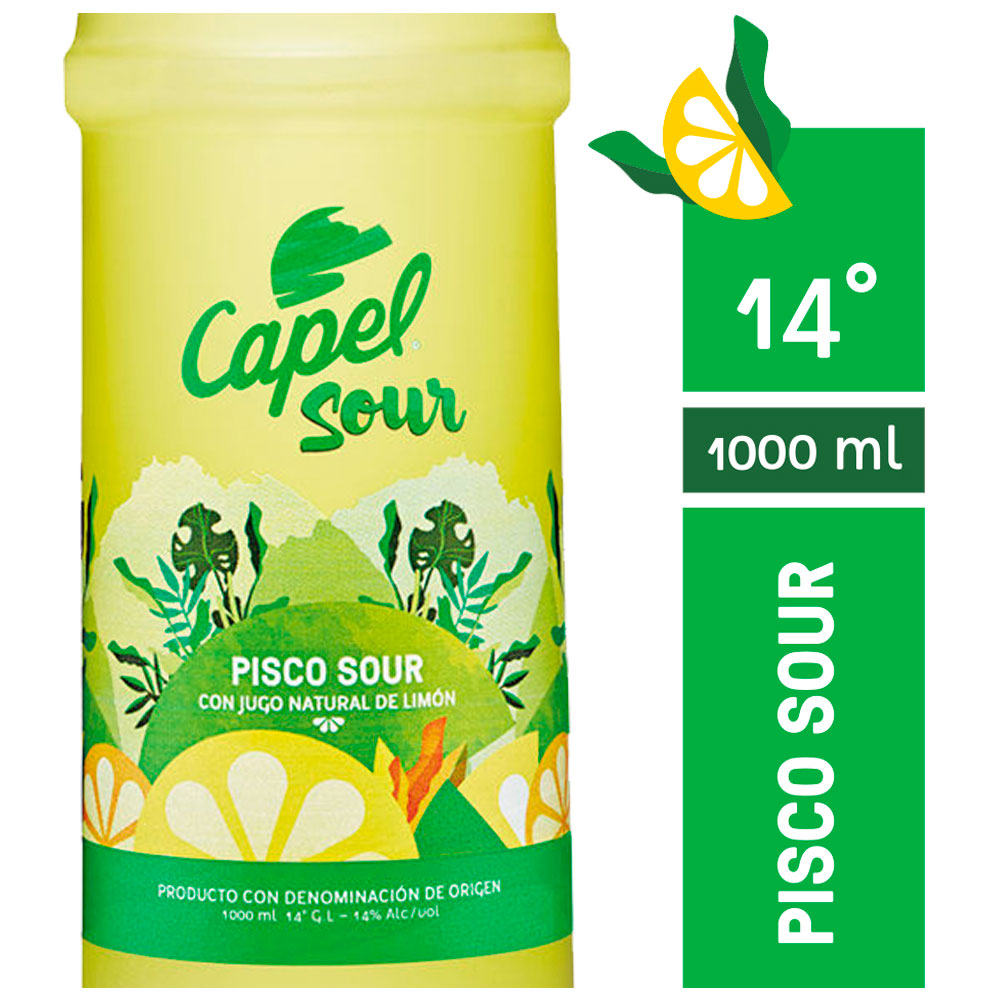 Capel
Sour
PISCO SOUR
CON JUGO NATURAL DE LIMÓN
PRODUCTO CON DENOMINACIÓN DE ORIGEN
1000 ml 14° G.L – 14% Alc/vol
14°
1000 ml
PISCO SOUR